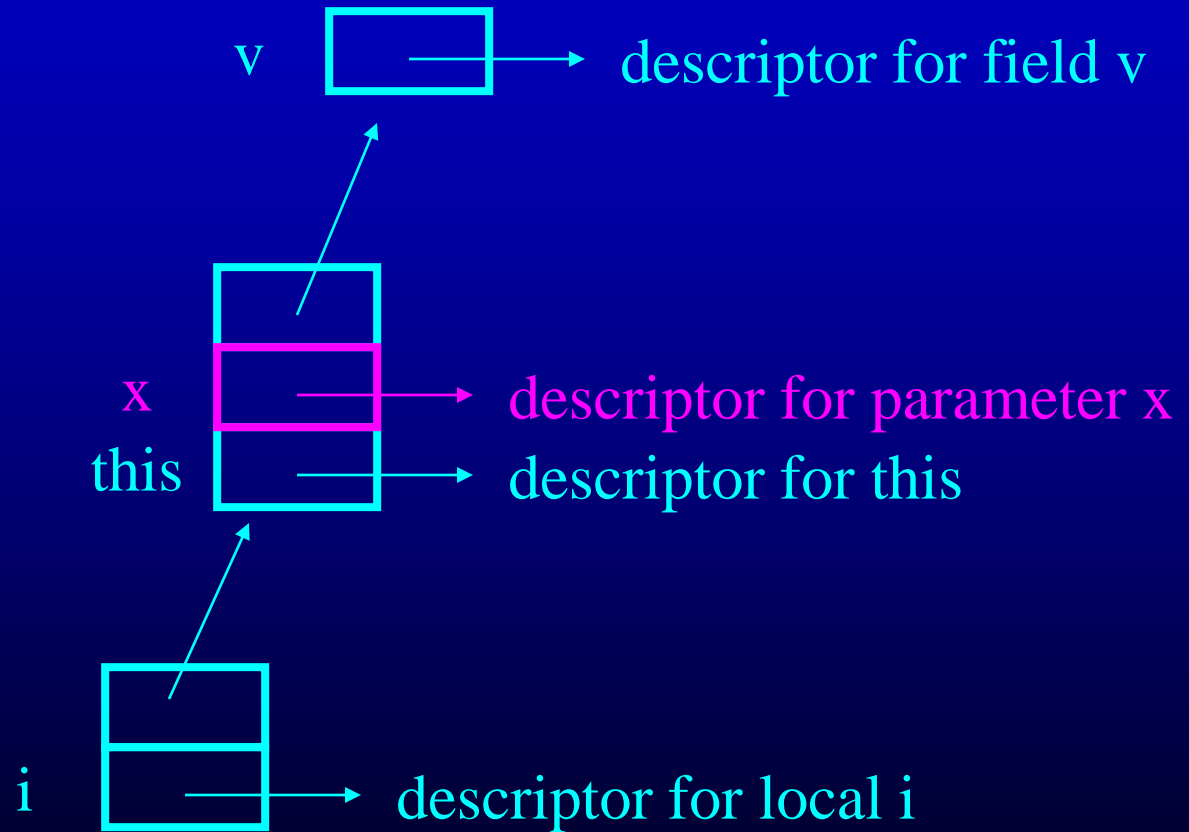 v descriptor for field v
x descriptor for parameter x
this descriptor for this
i descriptor for local i